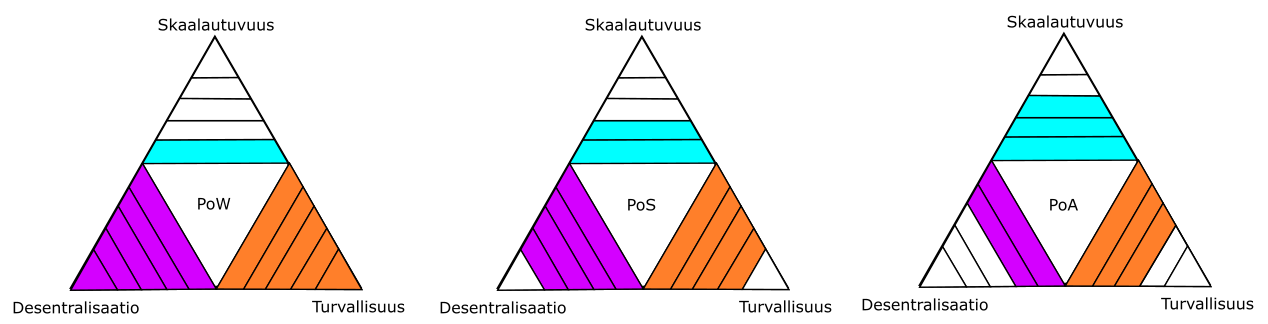 Skaalautuvuus
PoW
Desentralisaatio
Turvallisuus
Skaalautuvuus
PoS
Desentralisaatio
Turvallisuus
Skaalautuvuus
PoA
Desentralisaatio
Turvallisuus